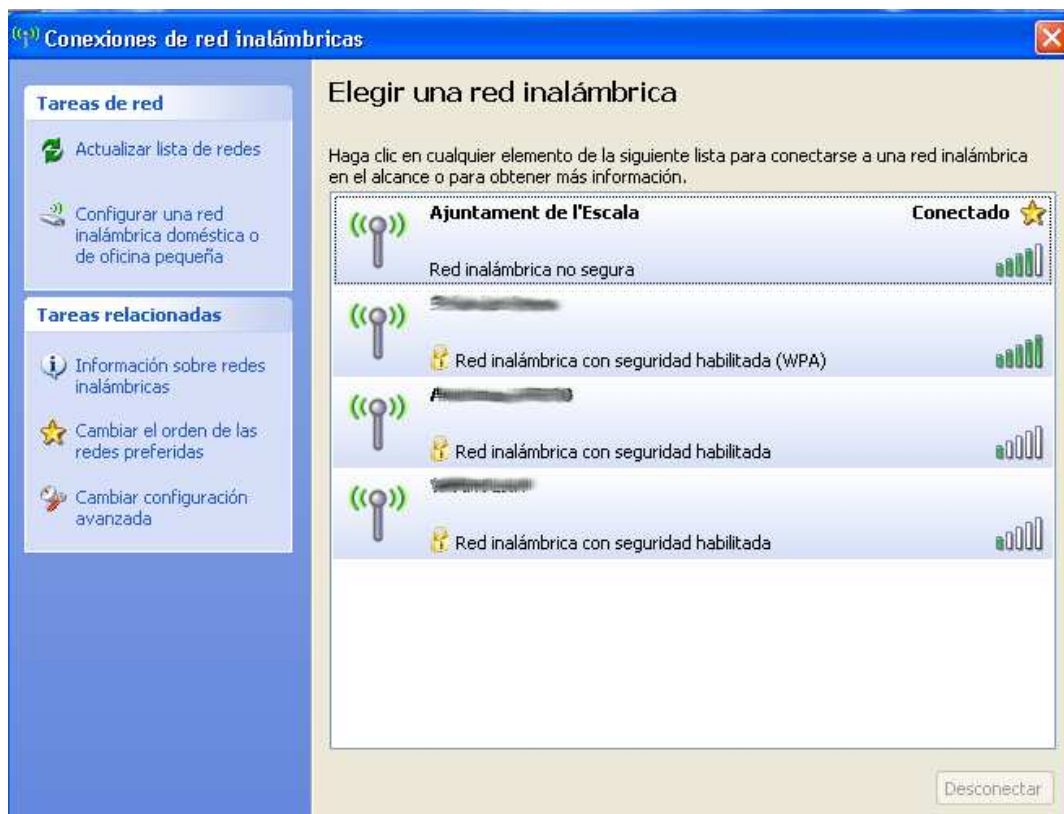 Conexiones de red inalámbricas
Tareas de red
Actualizar lista de redes
Configurar una red
inalámbrica doméstica o
de oficina pequeña
Tareas relacionadas
Información sobre redes
inalámbricas
Cambiar el orden de las
redes preferidas
Cambiar configuración
avanzada
Elegir una red inalámbrica
Haga clic en cualquier elemento de la siguiente lista para conectarse a una red inalámbrica
en el alcance o para obtener más información.
Ajuntament de l'Escala Conectado
Red inalámbrica no segura
Red inalámbrica con seguridad habilitada (WPA)
Red inalámbrica con seguridad habilitada
Red inalámbrica con seguridad habilitada
Desconectar